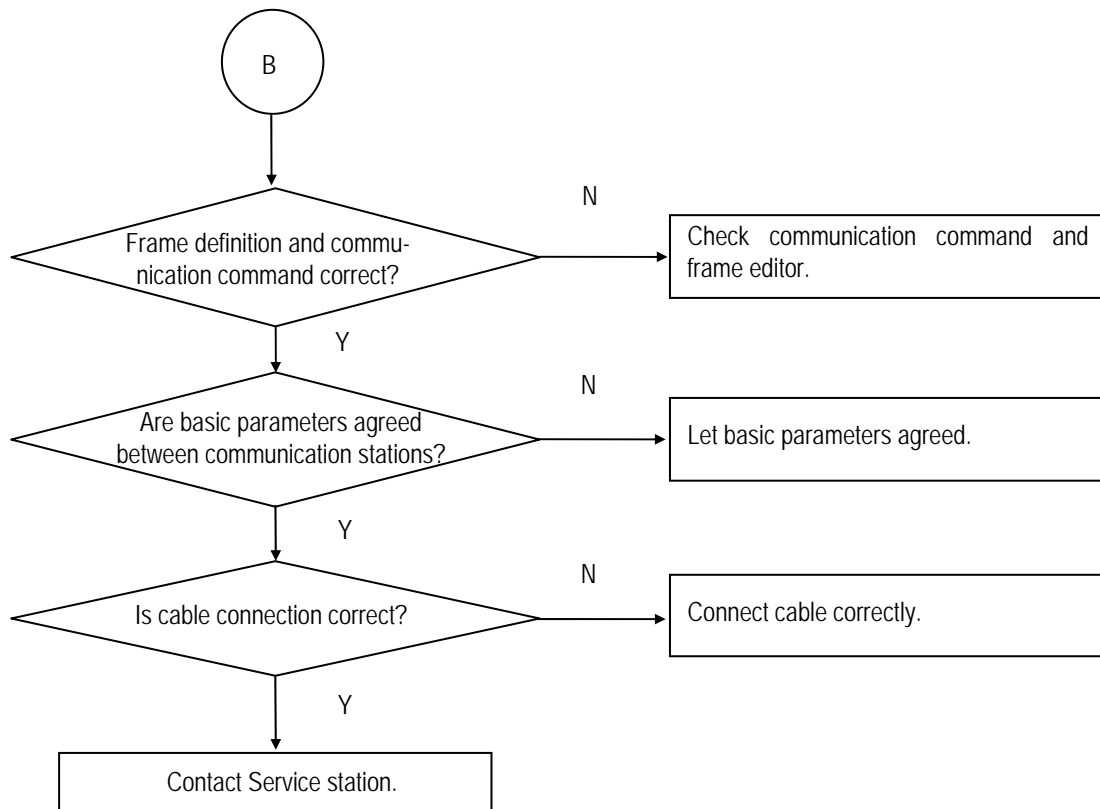 B
N
Frame definition and commu-
nication command correct?
Check communication command and
frame editor.
Y
N
Are basic parameters agreed
between communication stations?
Let basic parameters agreed.
Y
N
Is cable connection correct?
Connect cable correctly.
Y
Contact Service station.